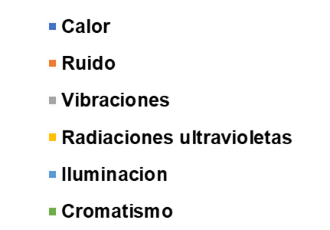 Calor
Ruido
Vibraciones
Radiaciones ultravioletas
Iluminacion
Cromatismo